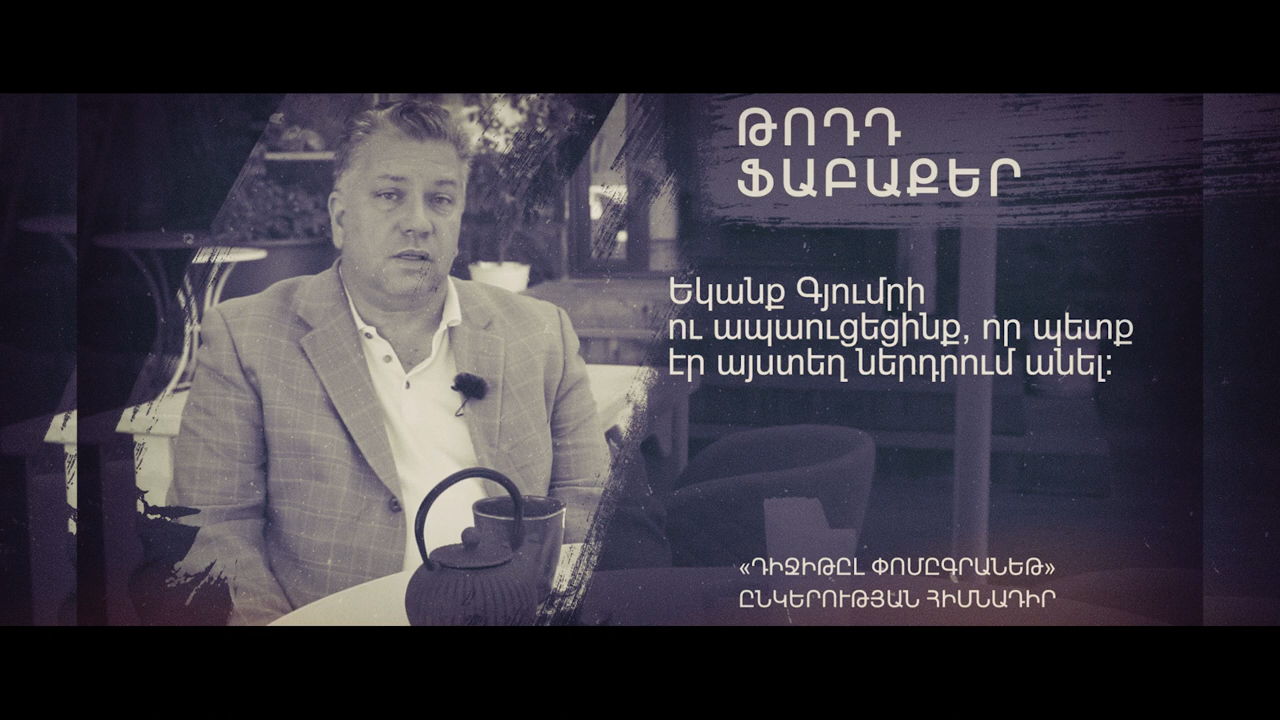 ԹՈԴԴ
ՖԱԲԱՔԵՐ
Եկանք Գյումրի
ու ապաուցեցինք, որ պետք
էր այստեղ ներդրում անել:
«ԴԻՋԻԹԸԼ ՓՈՄԸԳՐԱՆԵԹ»
ԸՆԿԵՐՈՒԹՅԱՆ ՀԻՄՆԱԴԻՐ